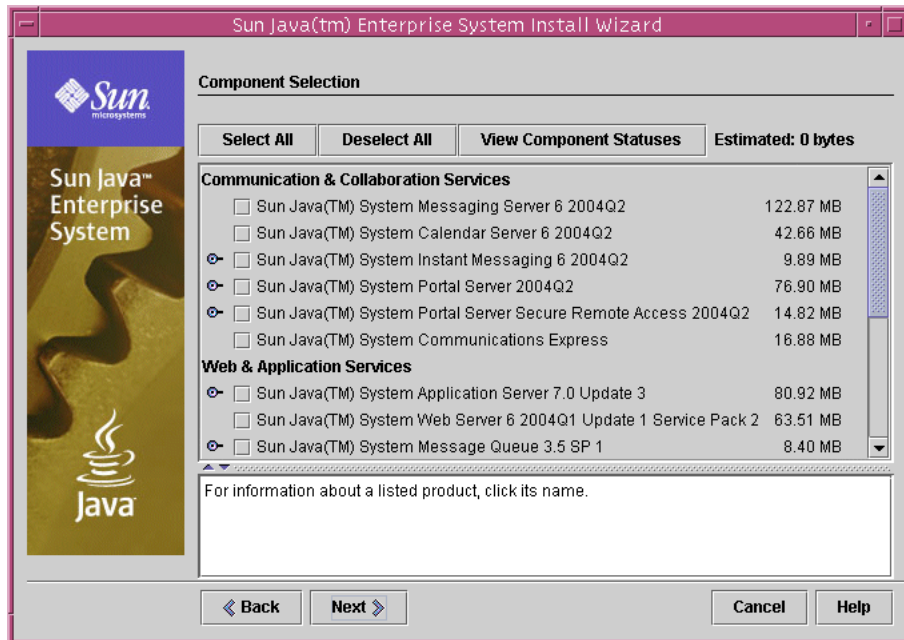 Sun Java(tm) Enterprise System Install Wizard
Sun
microsystems
Sun Java™
Enterprise
System
Java
Component Selection
Select All Deselect All View Component Statuses Estimated: 0 bytes
Communication & Collaboration Services
Sun Java(TM) System Messaging Server 6 2004Q2 122.87 MB
Sun Java(TM) System Calendar Server 6 2004Q2 42.66 MB
Sun Java(TM) System Instant Messaging 6 2004Q2 9.89 MB
Sun Java(TM) System Portal Server 2004Q2 76.90 MB
Sun Java(TM) System Portal Server Secure Remote Access 2004Q2 14.82 MB
Sun Java(TM) System Communications Express 16.88 MB
Web & Application Services
Sun Java(TM) System Application Server 7.0 Update 3 80.92 MB
Sun Java(TM) System Web Server 6 2004Q1 Update 1 Service Pack 2 63.51 MB
Sun Java(TM) System Message Queue 3.5 SP 1 8.40 MB
For information about a listed product, click its name.
Back Next Cancel Help